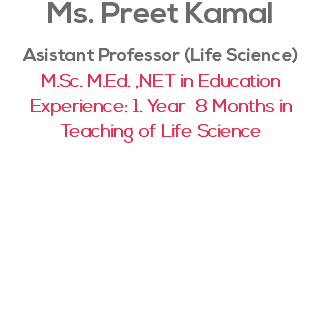 Ms. Preet Kamal
Asistant Professor (Life Science)
M.Sc. M.Ed. ,NET in Education
Experience: 1. Year  8 Months in
Teaching of Life Science